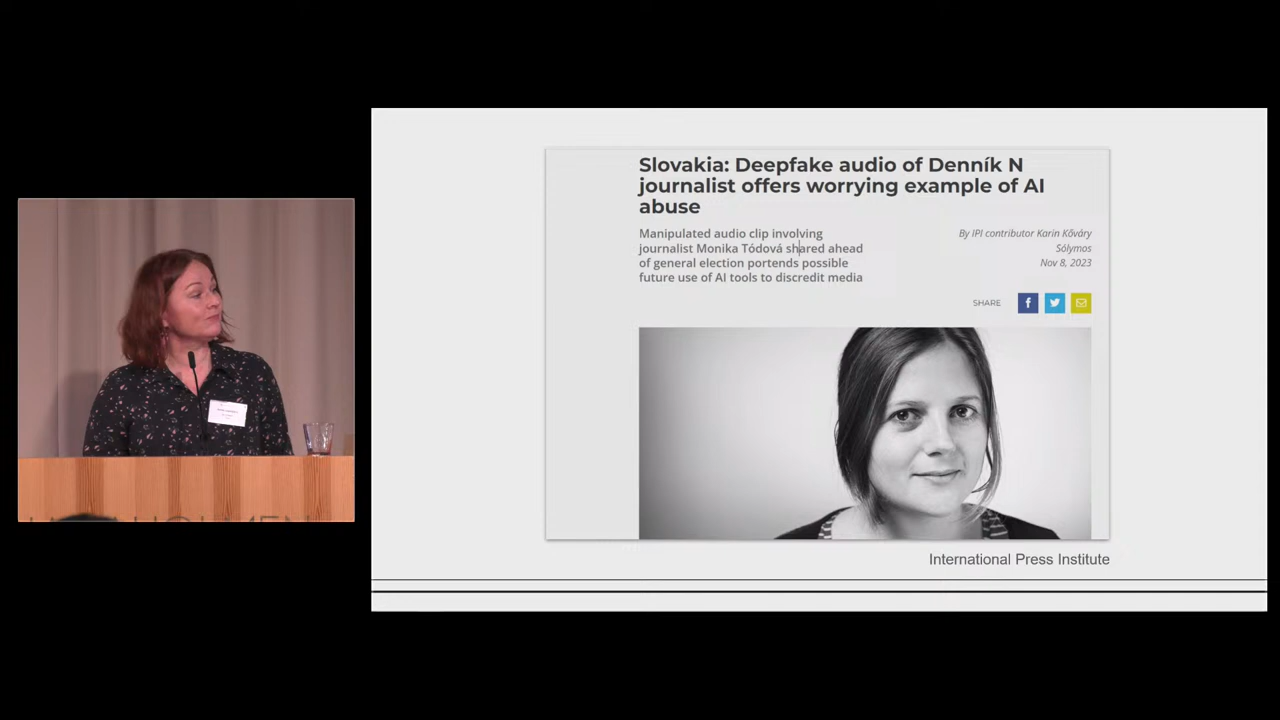 Slovakia: Deepfake audio of Denník N
journalist offers worrying example of AI
abuse
Manipulated audio clip involving
journalist Monika Tódová shared ahead
of general election portends possible
future use of AI tools to discredit media
By IPI contributor Karin Kőváry
Sólymos
Nov 8, 2023
SHARE
International Press Institute